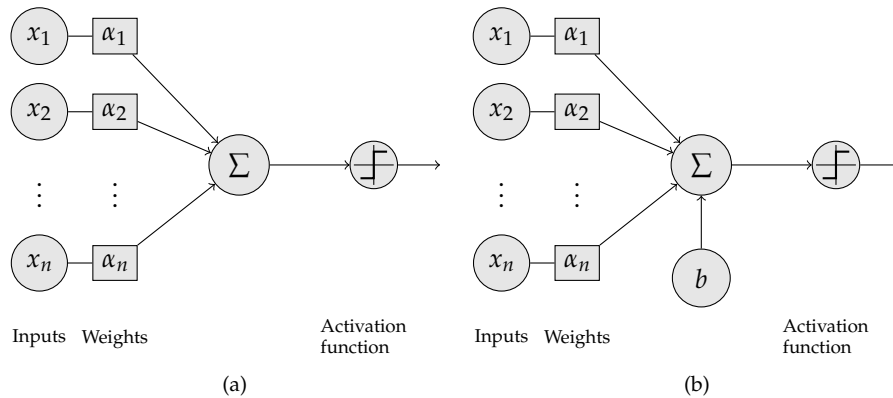 x₁ α₁ x₁ α₁
x₂ α₂ x₂ α₂
Σ Σ
⋮ ⋮ ⋮ ⋮
xₙ αₙ xₙ αₙ
b
Inputs Weights Activation function Inputs Weights Activation function
(a) (b)